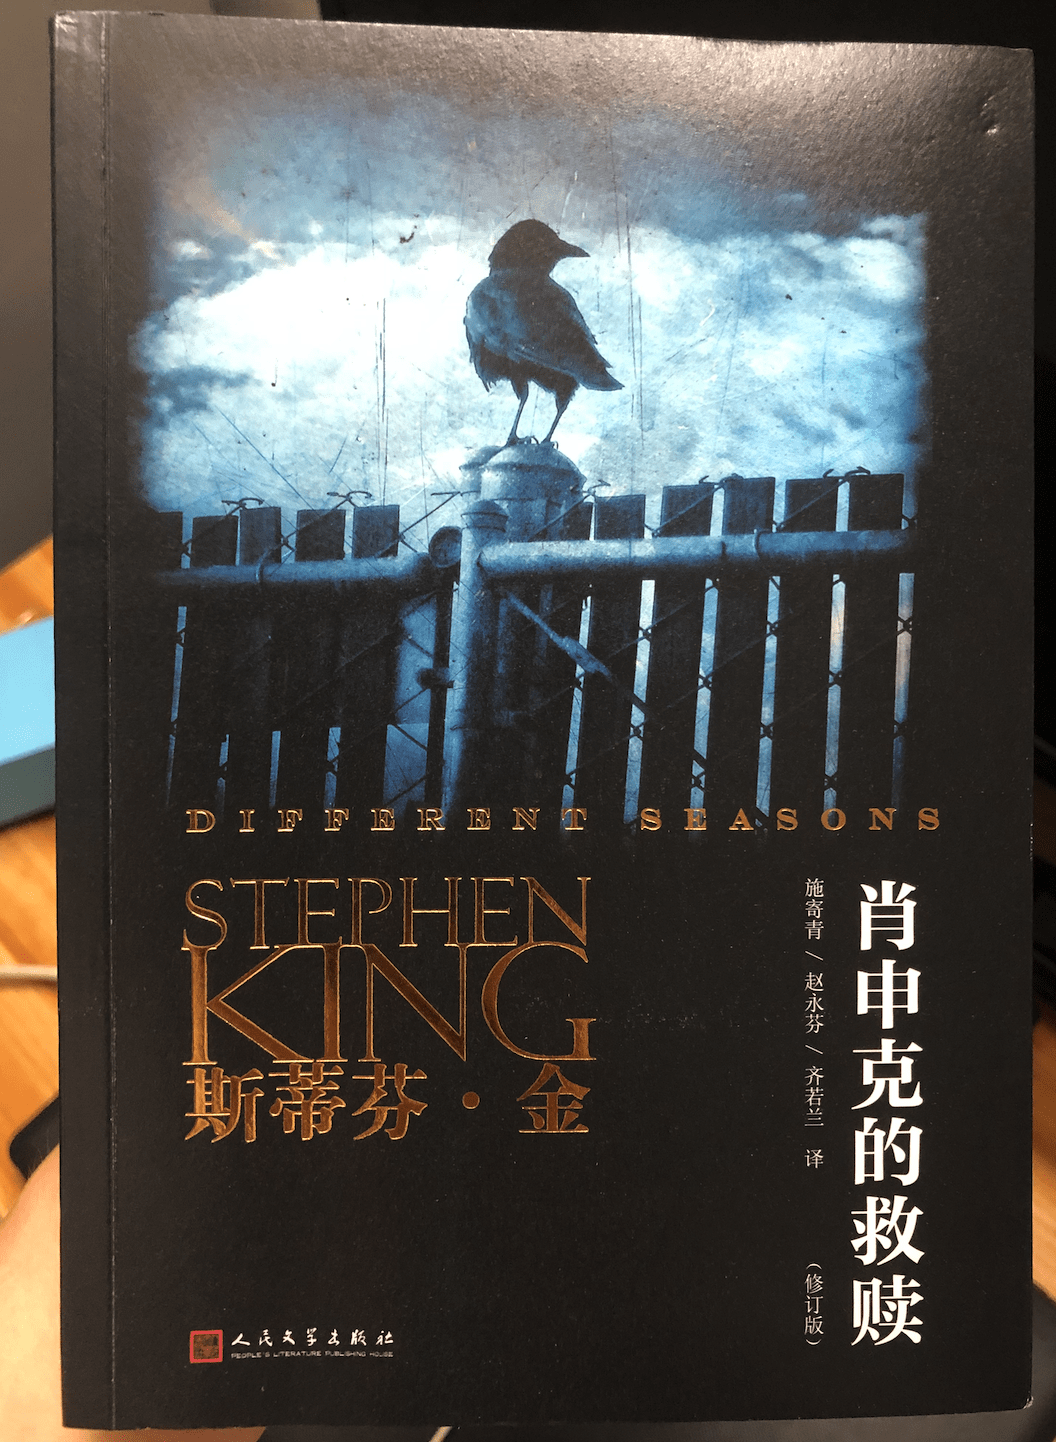 DIFFERENT SEASONS
STEPHEN
KING
斯蒂芬·金
肖申克的救赎
施寄青 / 赵永芬 / 齐若兰 译
（修订版）
人民文学出版社
PEOPLE'S LITERATURE PUBLISHING HOUSE